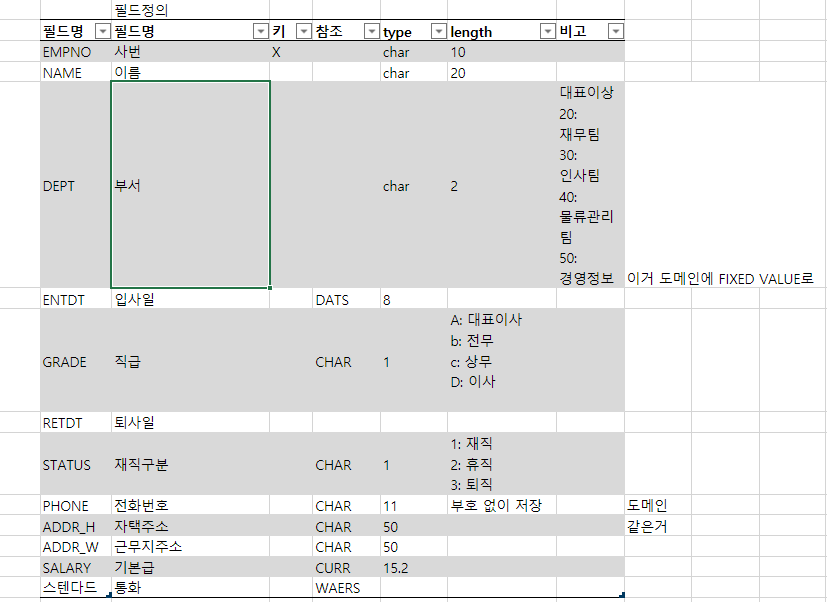 필드정의
필드명 필드명 키 참조 type length 비고
EMPNO 사번 X char 10
NAME 이름 char 20
대표이상
20:
재무팀
30:
인사팀
40:
DEPT 부서 char 2
물류관리
팀
50:
경영정보 이거 도메인에 FIXED VALUE로
ENTDT 입사일 DATS 8
A: 대표이사
b: 전무
GRADE 직급 CHAR 1 c: 상무
D: 이사
RETDT 퇴사일
1: 재직
STATUS 재직구분 CHAR 1 2: 휴직
3: 퇴직
PHONE 전화번호 CHAR 11 부호 없이 저장 도메인
ADDR_H 자택주소 CHAR 50 같은거
ADDR_W 근무지주소 CHAR 50
SALARY 기본급 CURR 15.2
스텐다드 통화 WAERS